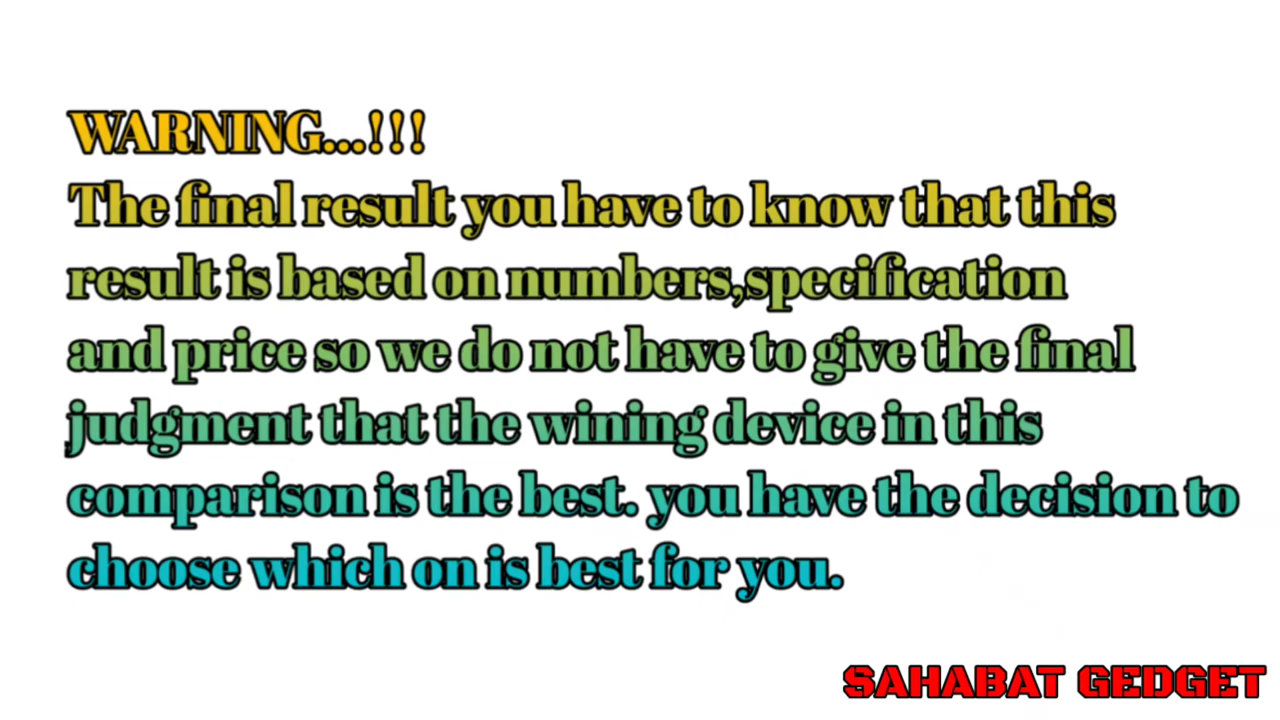 WARNING...!!!
The final result you have to know that this
result is based on numbers,specification
and price so we do not have to give the final
judgment that the wining device in this
comparison is the best. you have the decision to
choose which on is best for you.
SAHABAT GEDGET